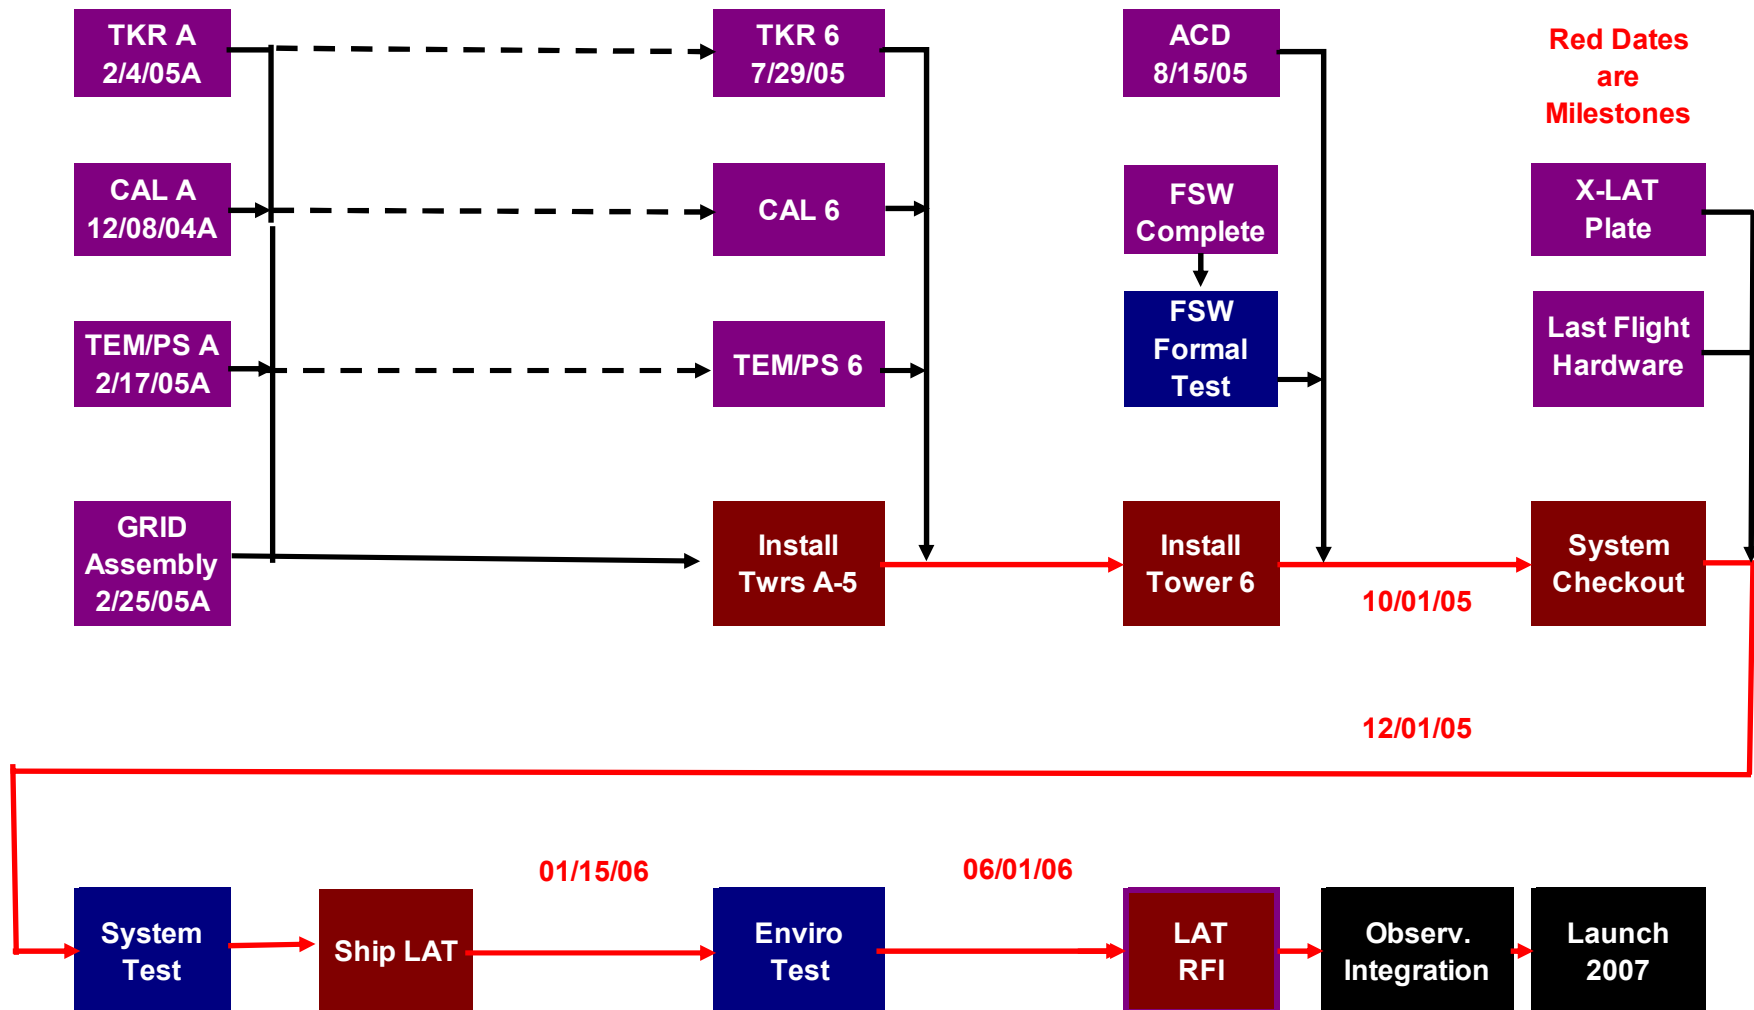 TKR A
2/4/05A
TKR 6
7/29/05
ACD
8/15/05
Red Dates
are
Milestones
CAL A
12/08/04A
CAL 6
FSW
Complete
X-LAT
Plate
TEM/PS A
2/17/05A
TEM/PS 6
FSW
Formal
Test
Last Flight
Hardware
GRID
Assembly
2/25/05A
Install
Twrs A-5
Install
Tower 6
10/01/05
System
Checkout
12/01/05
01/15/06
06/01/06
System
Test
Ship LAT
Enviro
Test
LAT
RFI
Observ.
Integration
Launch
2007